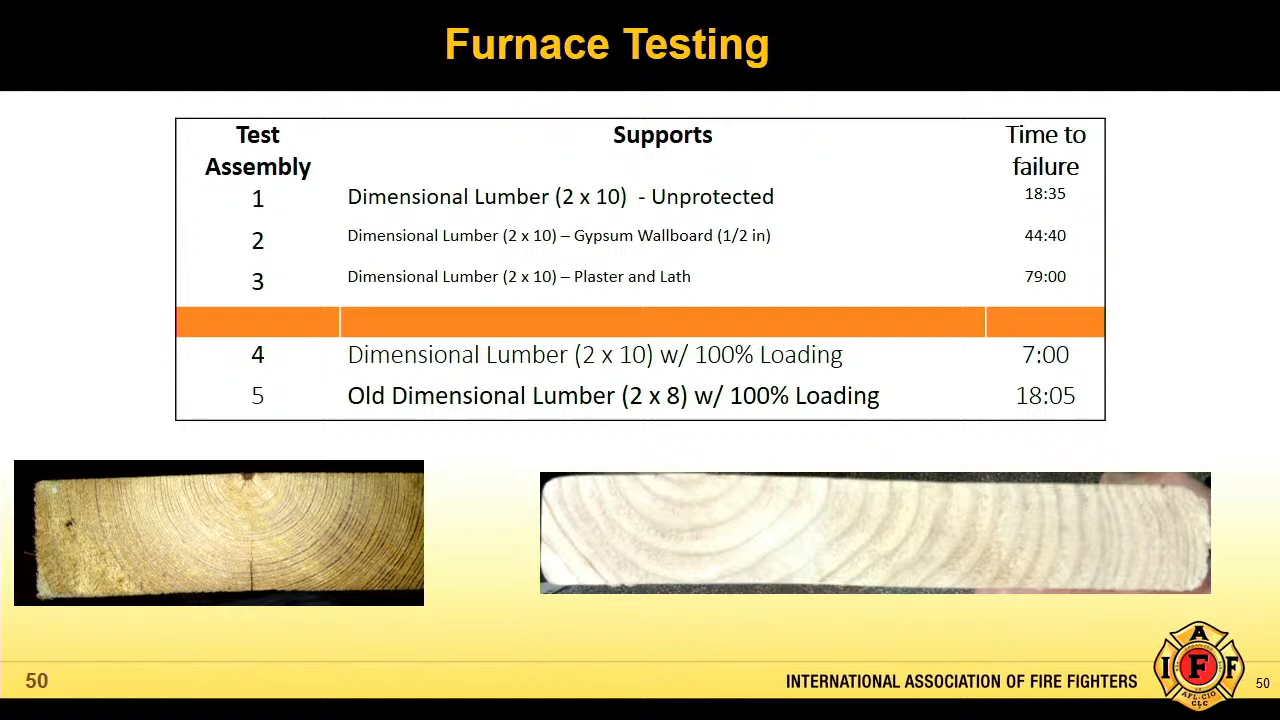 Furnace Testing
Test Assembly Supports Time to failure
1 Dimensional Lumber (2 x 10) - Unprotected 18:35
2 Dimensional Lumber (2 x 10) – Gypsum Wallboard (1/2 in) 44:40
3 Dimensional Lumber (2 x 10) – Plaster and Lath 79:00
4 Dimensional Lumber (2 x 10) w/ 100% Loading 7:00
5 Old Dimensional Lumber (2 x 8) w/ 100% Loading 18:05
50
INTERNATIONAL ASSOCIATION OF FIRE FIGHTERS
A
I F F
AFL-CIO
CLC
50